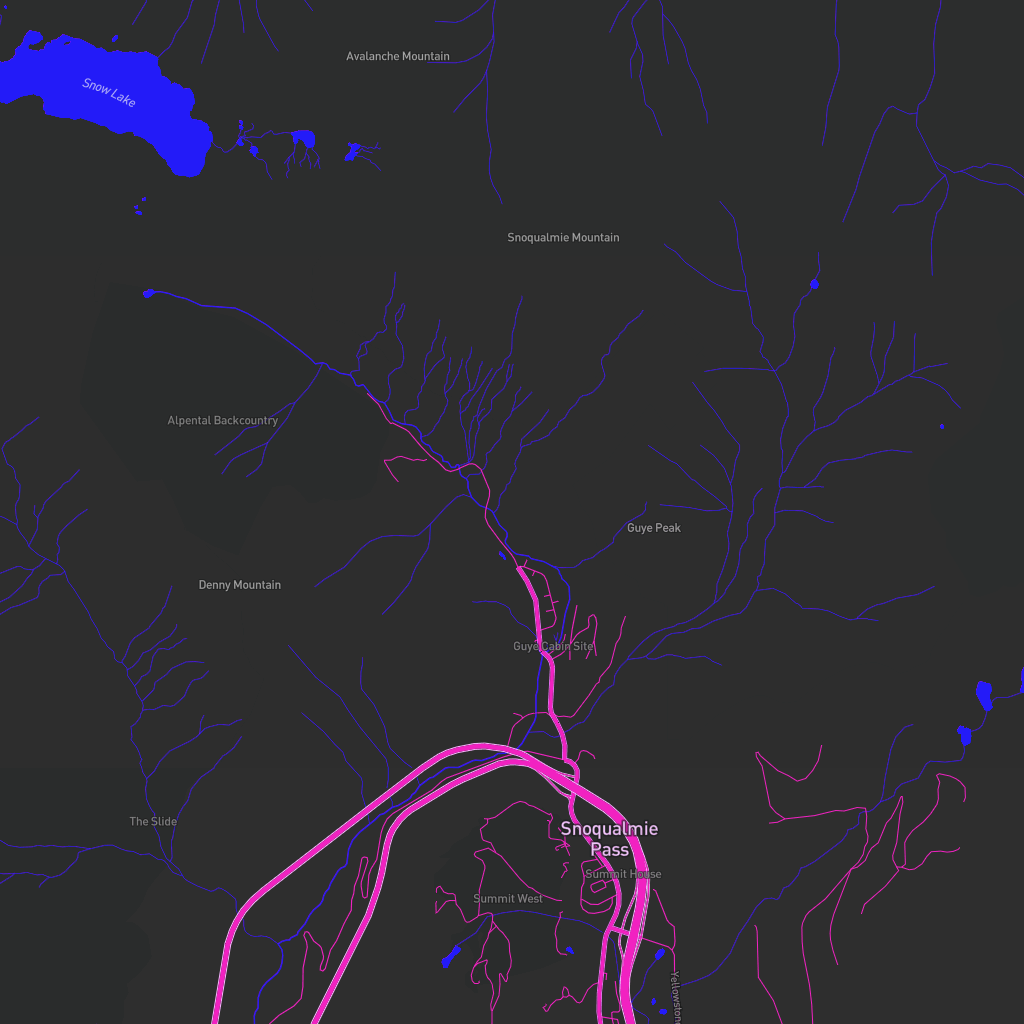 Avalanche Mountain
Snow Lake
Snoqualmie Mountain
Alpental Backcountry
Guye Peak
Denny Mountain
Guye Cabin Site
The Slide
Snoqualmie
Pass
Summit House
Summit West
Yellowstone